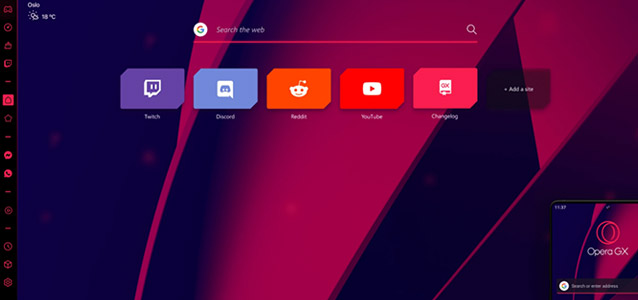 Oslo
18 °C
Search the web
GX
Twitch
Discord
Reddit
YouTube
Changelog
+ Add a site
11.37
Opera GX
Search or enter address